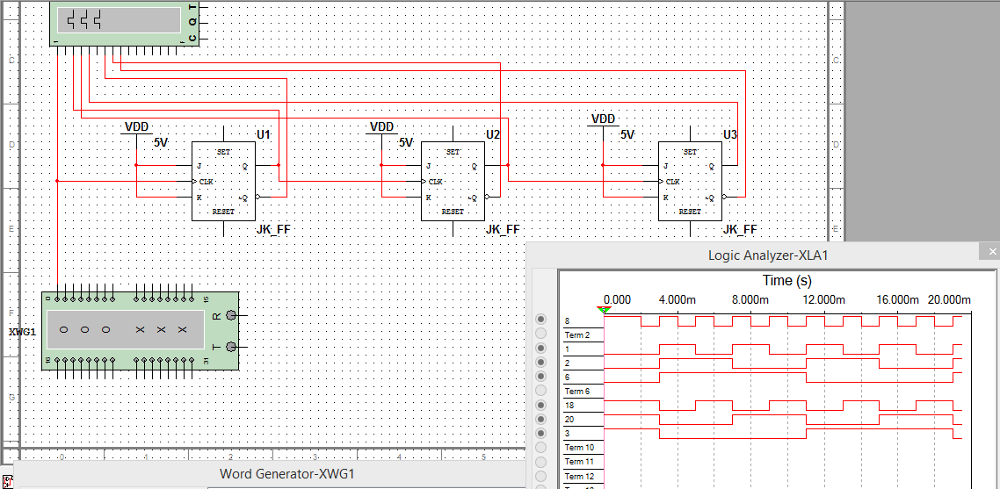 C Q T
1 F
C C
VDD VDD VDD
5V U1 5V U2 5V U3
D D
SET SET SET
J Q J Q J Q
CLK CLK CLK
K Q K Q K Q
RESET RESET RESET
E E
JK_FF JK_FF JK_FF
Logic Analyzer-XLA1
Time (s)
0.000 4.000m 8.000m 12.000m 16.000m 20.000m
0 15
F
XWG1 O O O X X X R
T
16 31
G
8
Term 2
1
2
6
Term 6
18
20
3
Term 10
Term 11
Term 12
0 1 2 3 4 5
Word Generator-XWG1